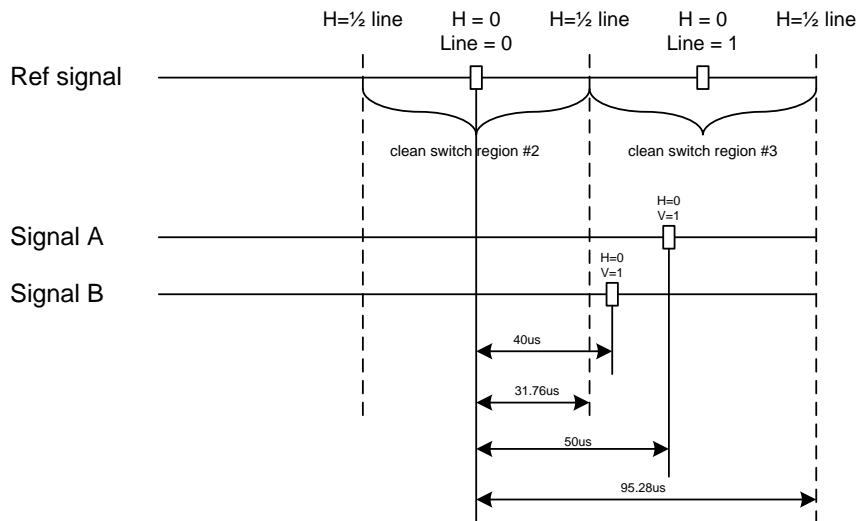 H=½ line
H = 0
Line = 0
H=½ line
H = 0
Line = 1
H=½ line
Ref signal
clean switch region #2
clean switch region #3
Signal A
H=0
V=1
Signal B
H=0
V=1
40us
31.76us
50us
95.28us